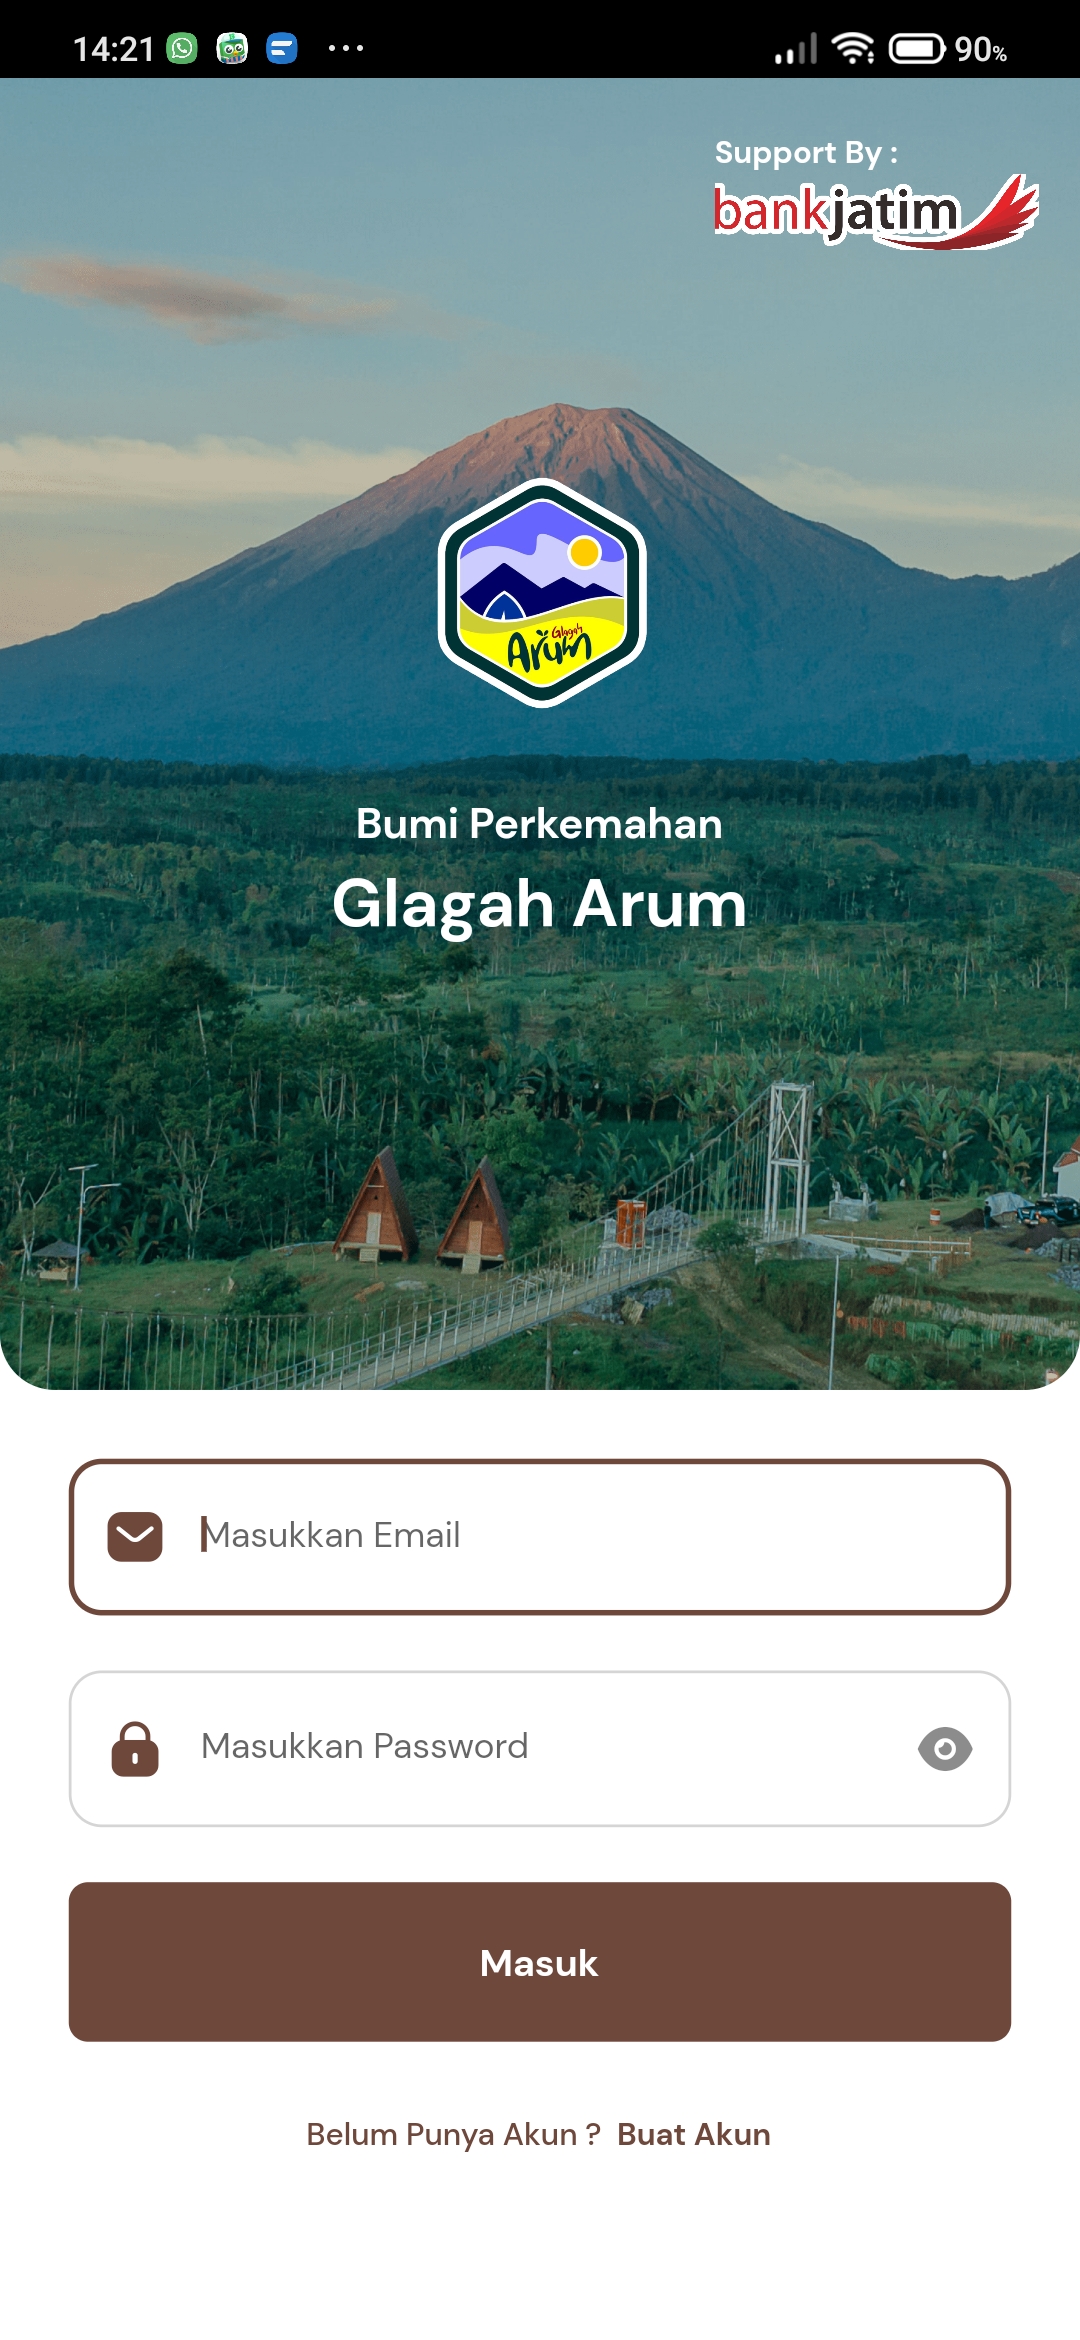 14:21
90%
Support By :
bankjatim
Glagah
Arum
Bumi Perkemahan
Glagah Arum
Masukkan Email
Masukkan Password
Masuk
Belum Punya Akun ? Buat Akun